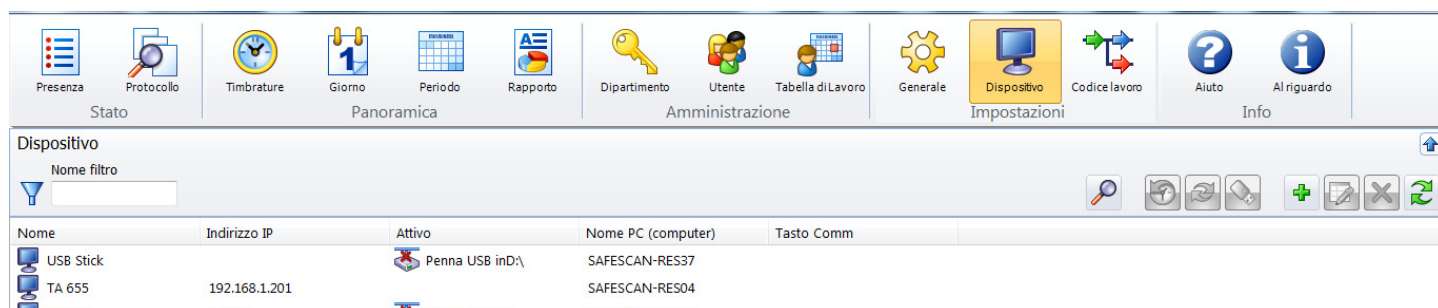 Presenza Protocollo Timbrature Giorno Periodo Rapporto Dipartimento Utente Tabella di Lavoro Generale Dispositivo Codice lavoro Aiuto Al riguardo
Stato Panoramica Amministrazione Impostazioni Info
Dispositivo
Nome filtro
Nome Indirizzo IP Attivo Nome PC (computer) Tasto Comm
USB Stick Penna USB inD:\ SAFESCAN-RES37
TA 655 192.168.1.201 SAFESCAN-RES04